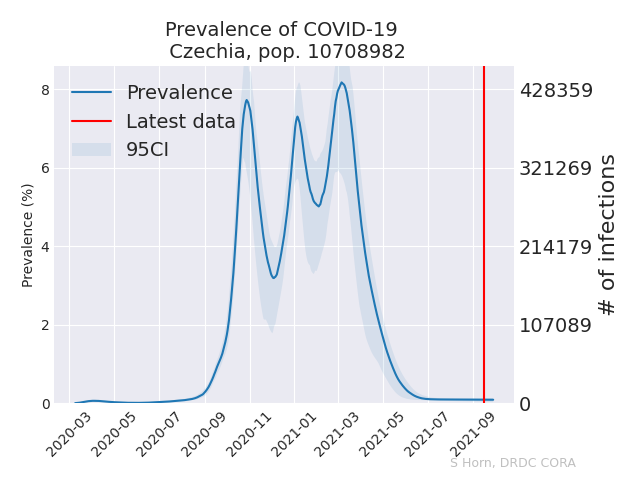 Prevalence of COVID-19
Czechia, pop. 10708982
Prevalence
Latest data
95CI
Prevalence (%)
8
6
4
2
0
428359
321269
214179
107089
0
# of infections
2020-03
2020-05
2020-07
2020-09
2020-11
2021-01
2021-03
2021-05
2021-07
2021-09
S Horn, DRDC CORA